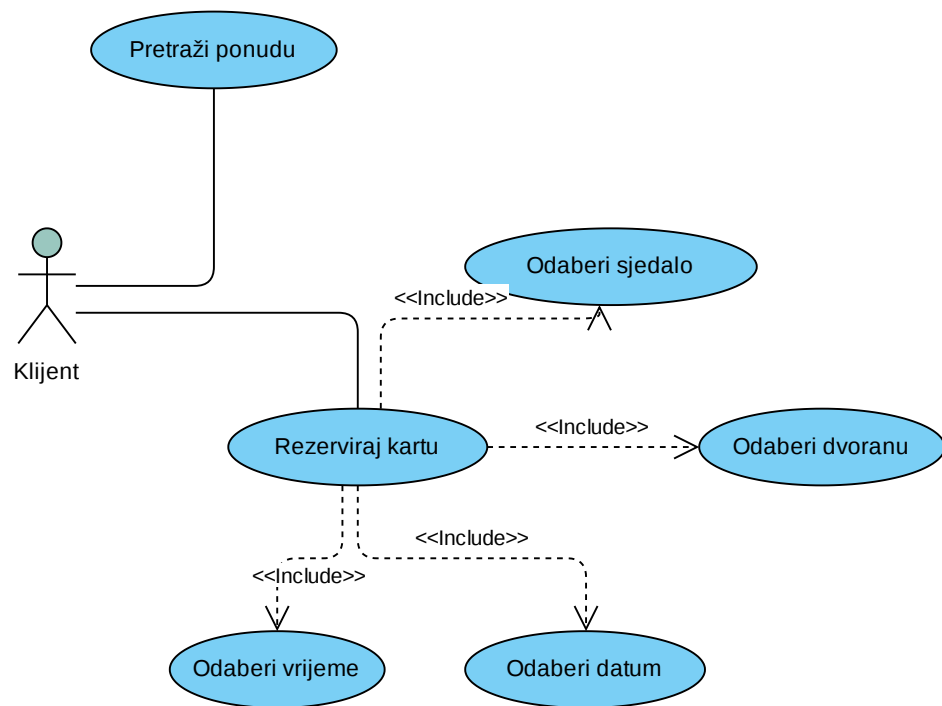 Pretraži ponudu
Odaberi sjedalo
<<Include>>
Klijent
<<Include>>
Rezerviraj kartu
Odaberi dvoranu
<<Include>>
<<Include>>
Odaberi vrijeme
Odaberi datum